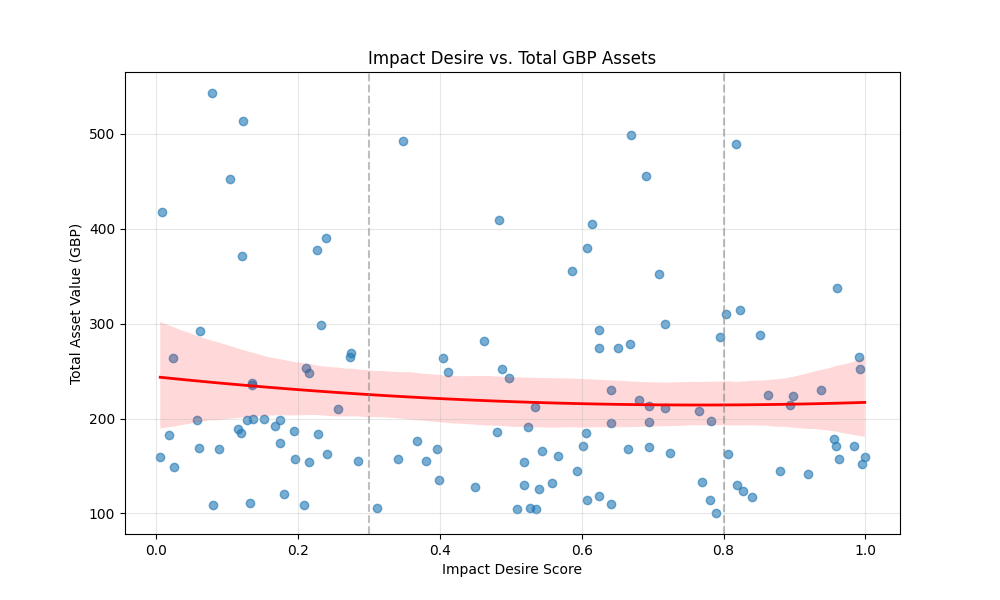 Impact Desire vs. Total GBP Assets
Total Asset Value (GBP)
500
400
300
200
100
0.0 0.2 0.4 0.6 0.8 1.0
Impact Desire Score